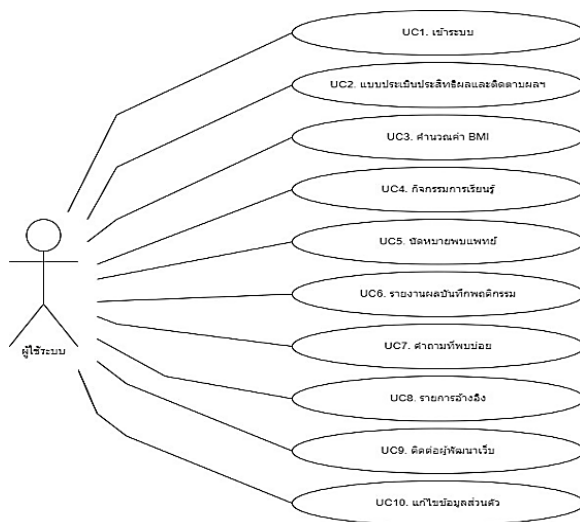 UC1. เข้าระบบ
UC2. แบบประเมินประสิทธิผลและติดตามผลฯ
UC3. คำนวณค่า BMI
UC4. กิจกรรมการเรียนรู้
UC5. นัดหมายพบแพทย์
UC6. รายงานผลบันทึกพฤติกรรม
UC7. คำถามที่พบบ่อย
ผู้ใช้ระบบ
UC8. รายการอ้างอิง
UC9. ติดต่อผู้พัฒนาเว็บ
UC10. แก้ไขข้อมูลส่วนตัว